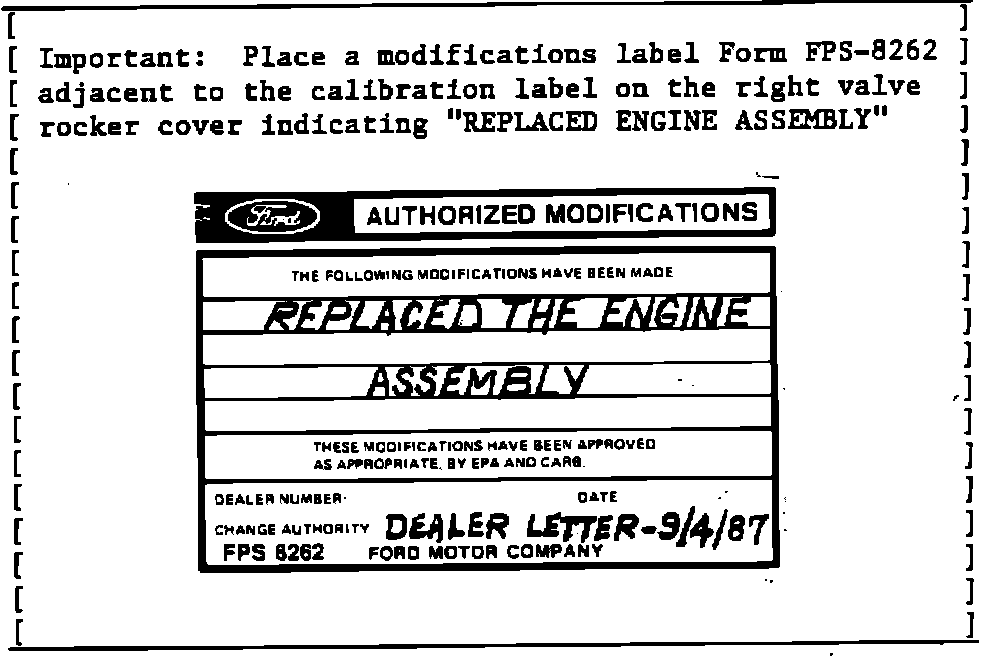 Important: Place a modifications label Form FPS-8262
adjacent to the calibration label on the right valve
rocker cover indicating "REPLACED ENGINE ASSEMBLY"
Ford AUTHORIZED MODIFICATIONS
THE FOLLOWING MODIFICATIONS HAVE BEEN MADE
REPLACED THE ENGINE
ASSEMBLY
THESE MODIFICATIONS HAVE BEEN APPROVED
AS APPROPRIATE, BY EPA AND CARB.
DEALER NUMBER: DATE
CHANGE AUTHORITY DEALER LETTER-9/4/87
FPS 8262 FORD MOTOR COMPANY